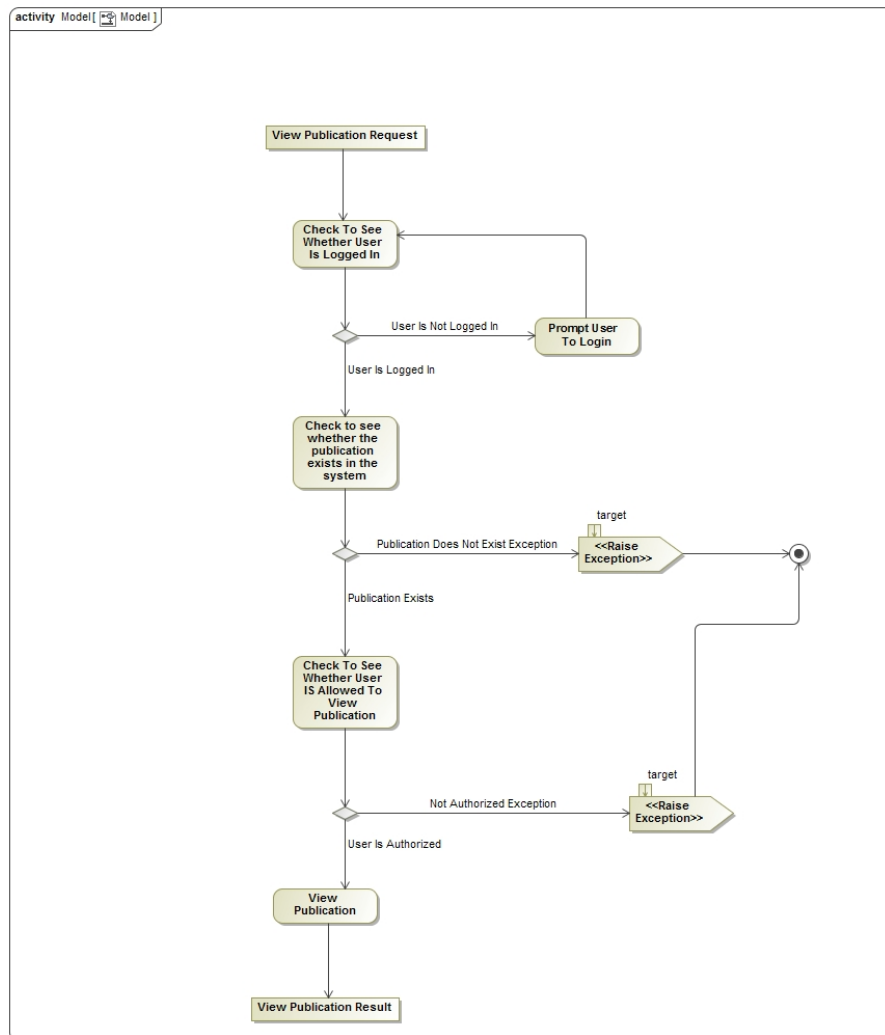 activity Model[ Model ]
View Publication Request
Check To See
Whether User
Is Logged In
User Is Not Logged In
Prompt User
To Login
User Is Logged In
Check to see
whether the
publication
exists in the
system
target
Publication Does Not Exist Exception
<<Raise
Exception>>
Publication Exists
Check To See
Whether User
IS Allowed To
View
Publication
target
Not Authorized Exception
<<Raise
Exception>>
User Is Authorized
View
Publication
View Publication Result